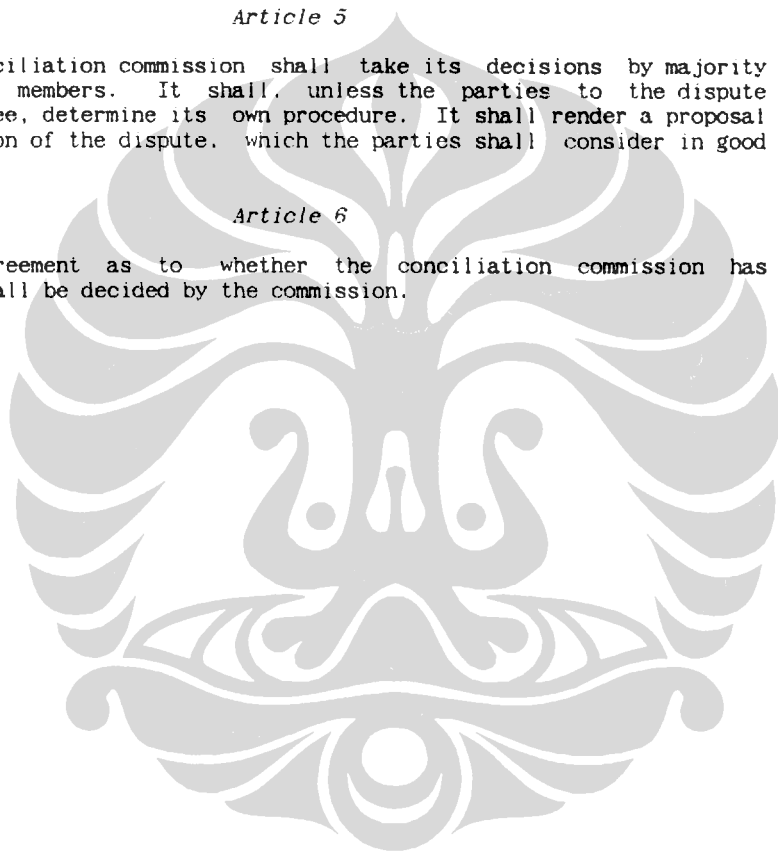 Article 5
ciliation commission shall take its decisions by majority
members. It shall, unless the parties to the dispute
ee, determine its own procedure. It shall render a proposal
on of the dispute, which the parties shall consider in good
Article 6
reement as to whether the conciliation commission has
all be decided by the commission.